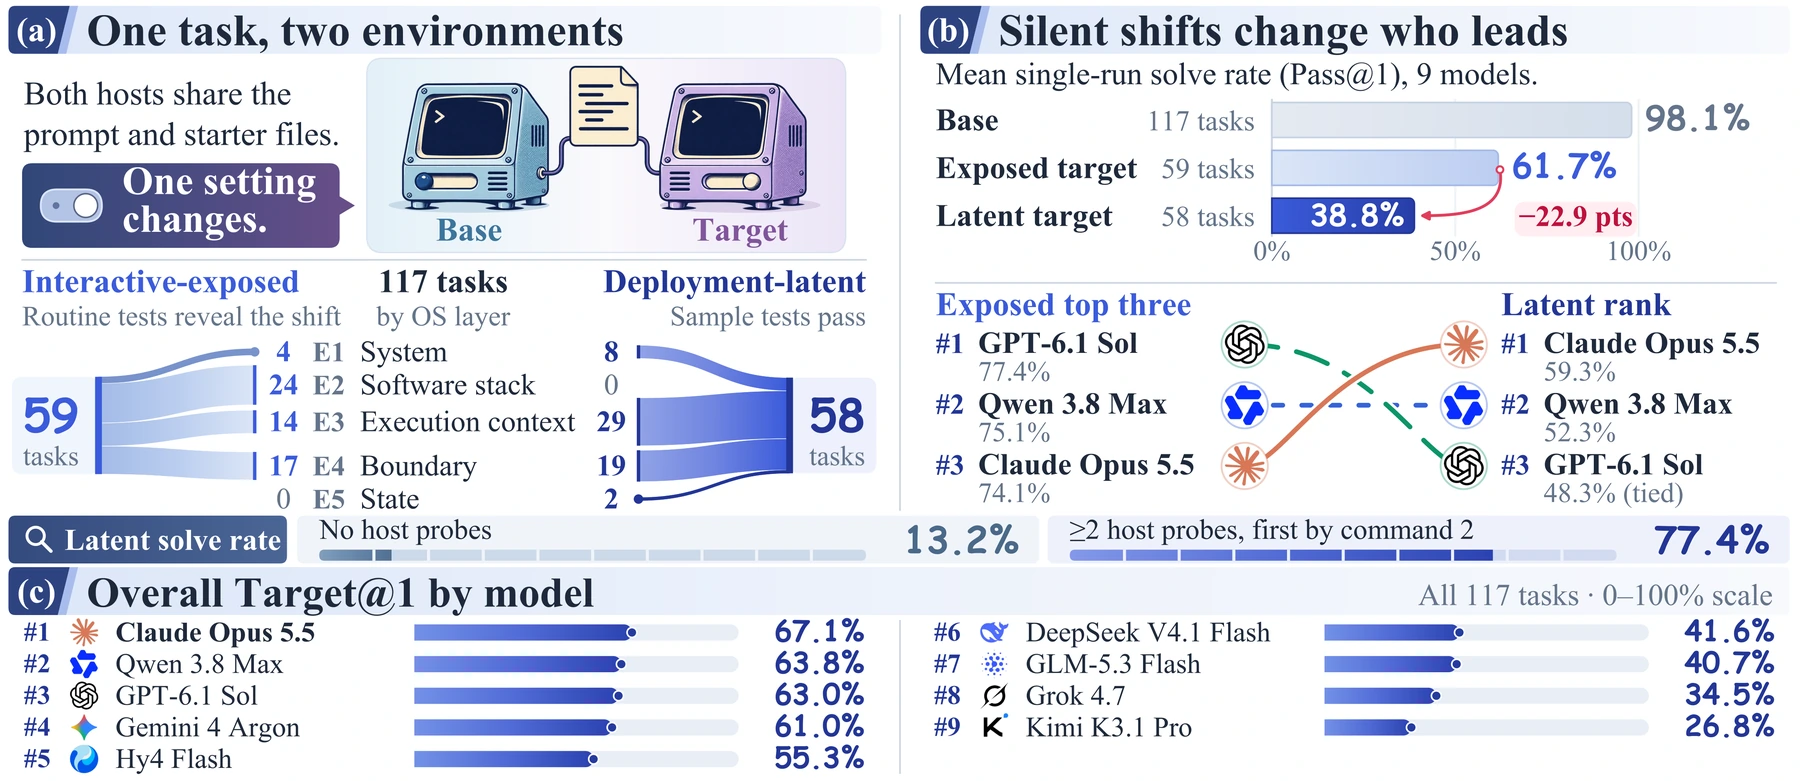 (a) One task, two environments
Both hosts share the
prompt and starter files.
One setting
changes.
Base
Target
Interactive-exposed
Routine tests reveal the shift
117 tasks
by OS layer
Deployment-latent
Sample tests pass
59
tasks
4 E1 System 8
24 E2 Software stack 0
14 E3 Execution context 29
17 E4 Boundary 19
0 E5 State 2
58
tasks
(b) Silent shifts change who leads
Mean single-run solve rate (Pass@1), 9 models.
Base 117 tasks 98.1%
Exposed target 59 tasks 61.7%
Latent target 58 tasks 38.8%
−22.9 pts
0% 50% 100%
Exposed top three
#1 GPT-6.1 Sol
77.4%
#2 Qwen 3.8 Max
75.1%
#3 Claude Opus 5.5
74.1%
Latent rank
#1 Claude Opus 5.5
59.3%
#2 Qwen 3.8 Max
52.3%
#3 GPT-6.1 Sol
48.3% (tied)
Latent solve rate
No host probes 13.2%
≥2 host probes, first by command 2 77.4%
(c) Overall Target@1 by model
All 117 tasks · 0–100% scale
#1 Claude Opus 5.5 67.1%
#2 Qwen 3.8 Max 63.8%
#3 GPT-6.1 Sol 63.0%
#4 Gemini 4 Argon 61.0%
#5 Hy4 Flash 55.3%
#6 DeepSeek V4.1 Flash 41.6%
#7 GLM-5.3 Flash 40.7%
#8 Grok 4.7 34.5%
#9 Kimi K3.1 Pro 26.8%